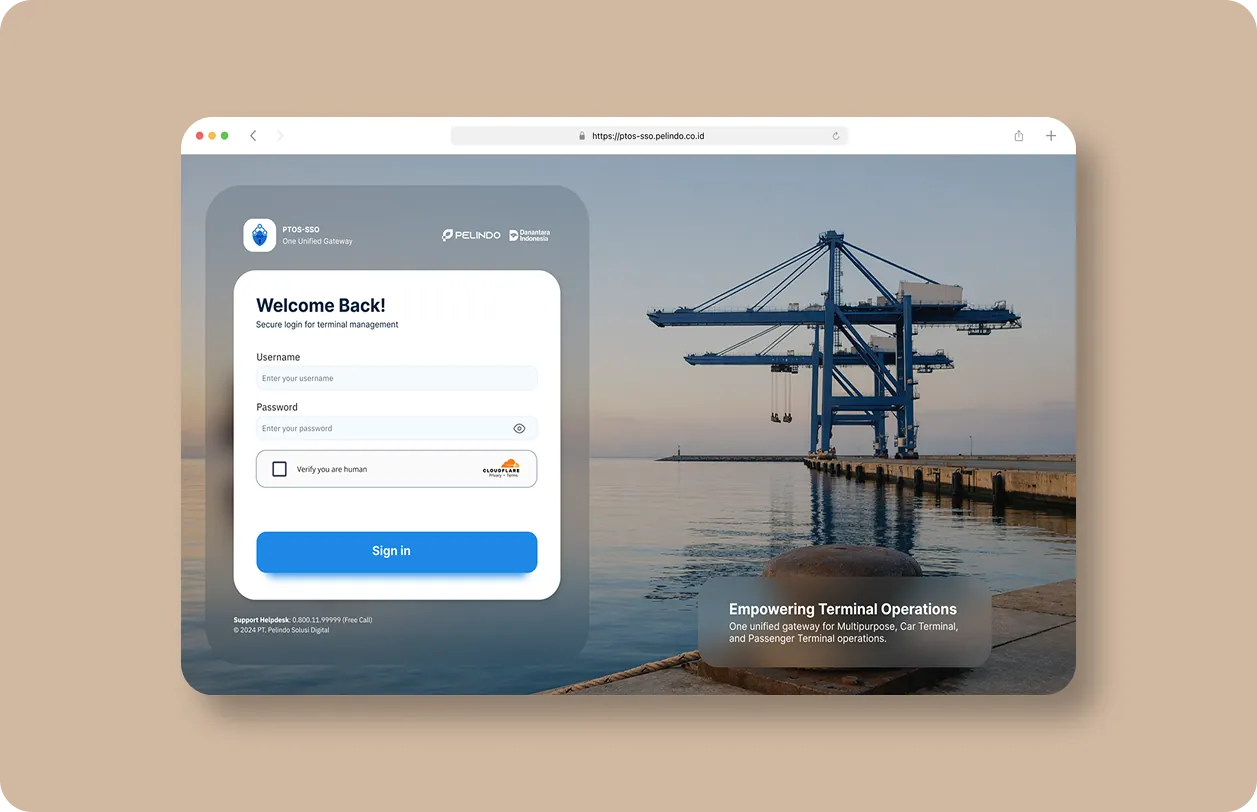 https://ptos-sso.pelindo.co.id
PTOS-SSO
One Unified Gateway
PELINDO
Danantara
Indonesia
Welcome Back!
Secure login for terminal management
Username
Enter your username
Password
Enter your password
Verify you are human
CLOUDFLARE
Privacy • Terms
Sign in
Support Helpdesk: 0.800.11.99999 (Free Call)
© 2024 PT. Pelindo Solusi Digital
Empowering Terminal Operations
One unified gateway for Multipurpose, Car Terminal,
and Passenger Terminal operations.